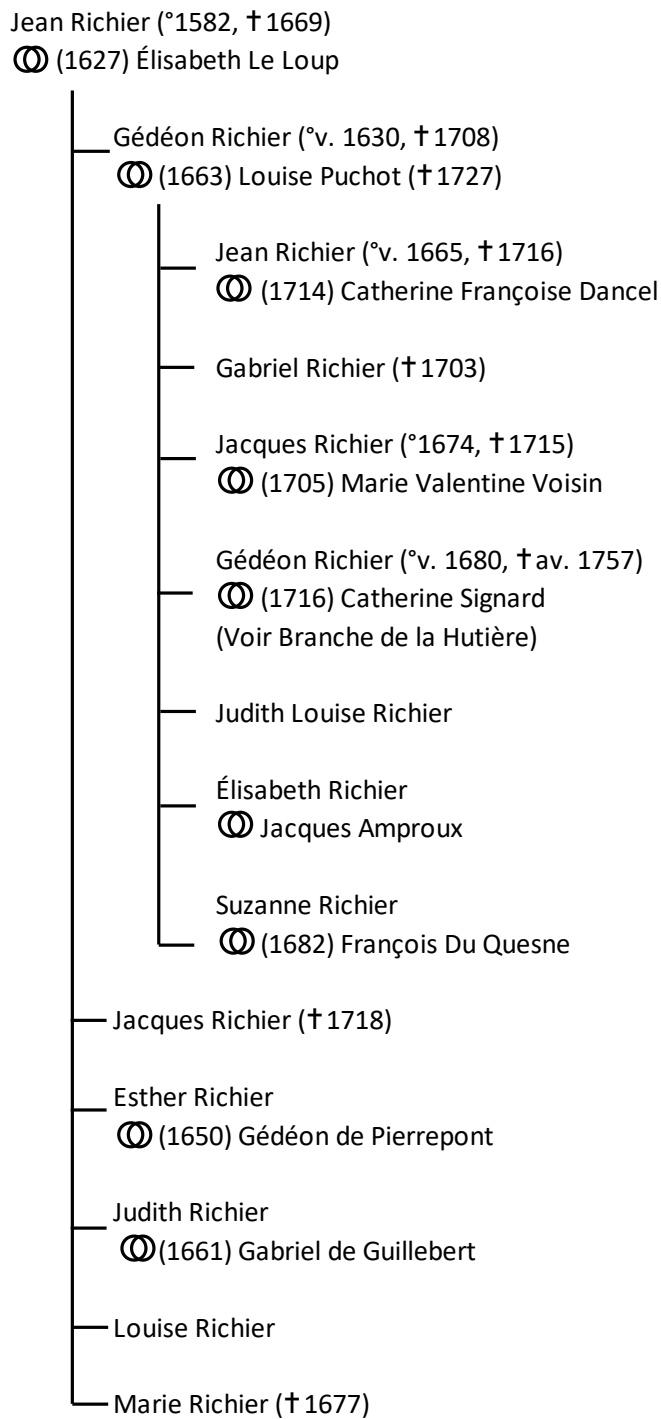 Jean Richier (°1582, †1669)
⚭ (1627) Élisabeth Le Loup
Gédéon Richier (°v. 1630, †1708)
⚭ (1663) Louise Puchot (†1727)
Jean Richier (°v. 1665, †1716)
⚭ (1714) Catherine Françoise Dancel
Gabriel Richier (†1703)
Jacques Richier (°1674, †1715)
⚭ (1705) Marie Valentine Voisin
Gédéon Richier (°v. 1680, †av. 1757)
⚭ (1716) Catherine Signard
(Voir Branche de la Hutière)
Judith Louise Richier
Élisabeth Richier
⚭ Jacques Amproux
Suzanne Richier
⚭ (1682) François Du Quesne
Jacques Richier (†1718)
Esther Richier
⚭ (1650) Gédéon de Pierrepont
Judith Richier
⚭ (1661) Gabriel de Guillebert
Louise Richier
Marie Richier (†1677)